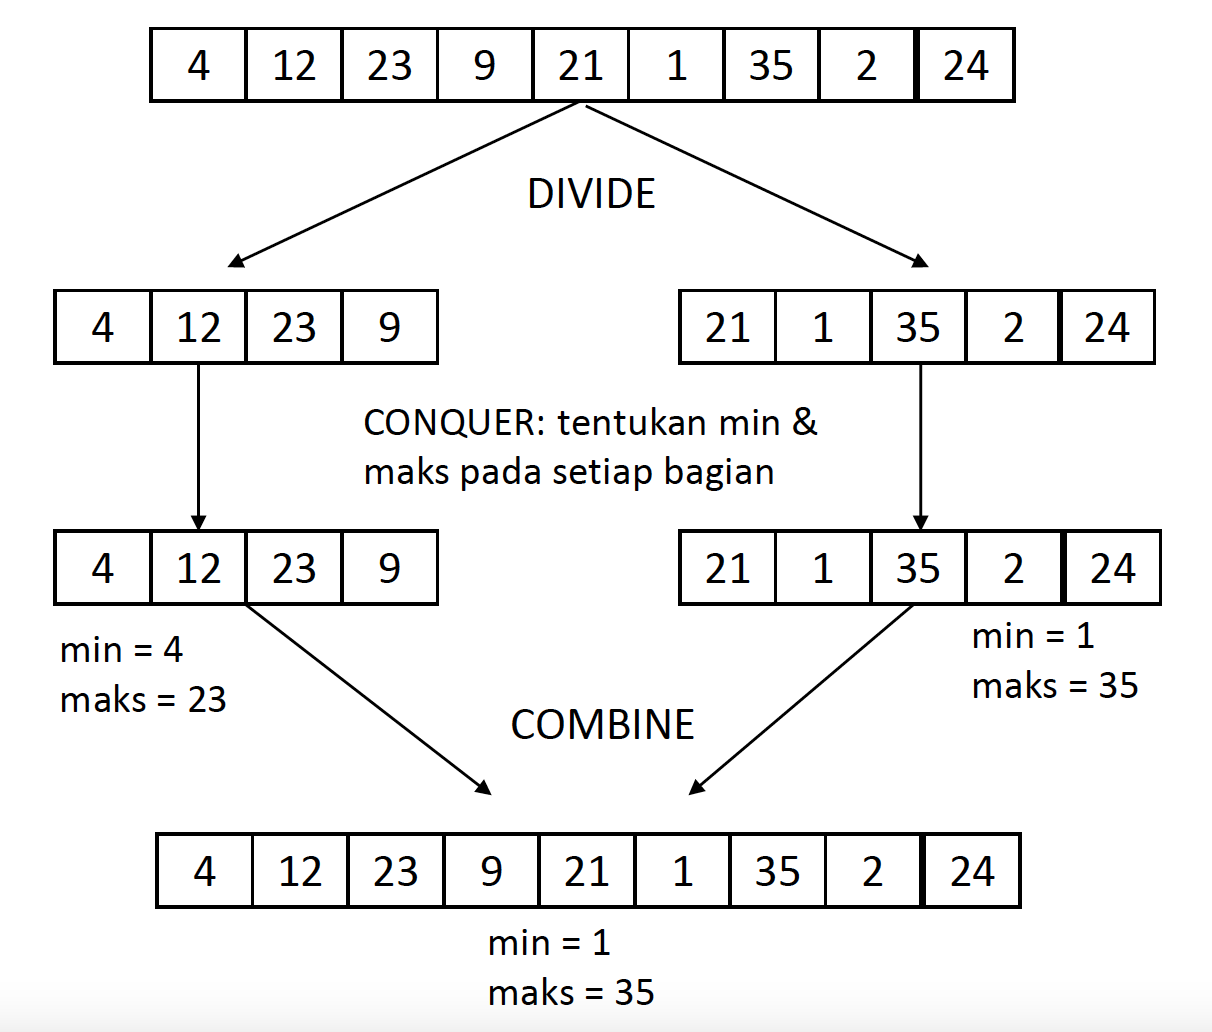 4 12 23 9 21 1 35 2 24
DIVIDE
4 12 23 9
21 1 35 2 24
CONQUER: tentukan min &
maks pada setiap bagian
4 12 23 9
21 1 35 2 24
min = 4
maks = 23
min = 1
maks = 35
COMBINE
4 12 23 9 21 1 35 2 24
min = 1
maks = 35